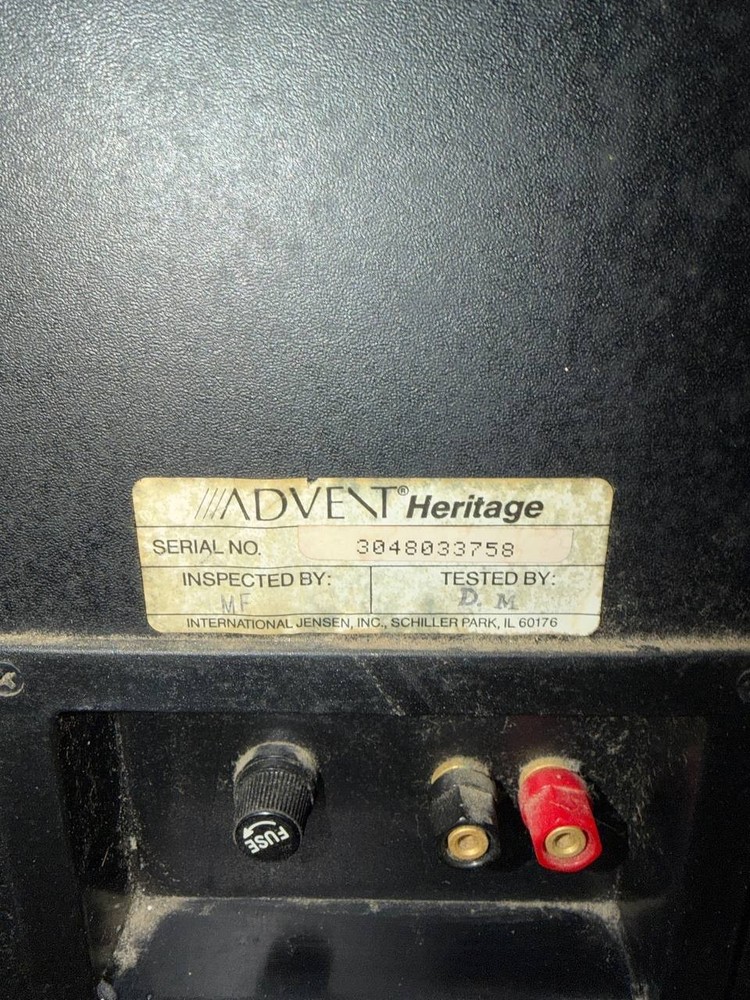 ADVENT® Heritage
SERIAL NO. 3048033758
INSPECTED BY: TESTED BY:
MF D. M
INTERNATIONAL JENSEN, INC., SCHILLER PARK, IL 60176
FUSE